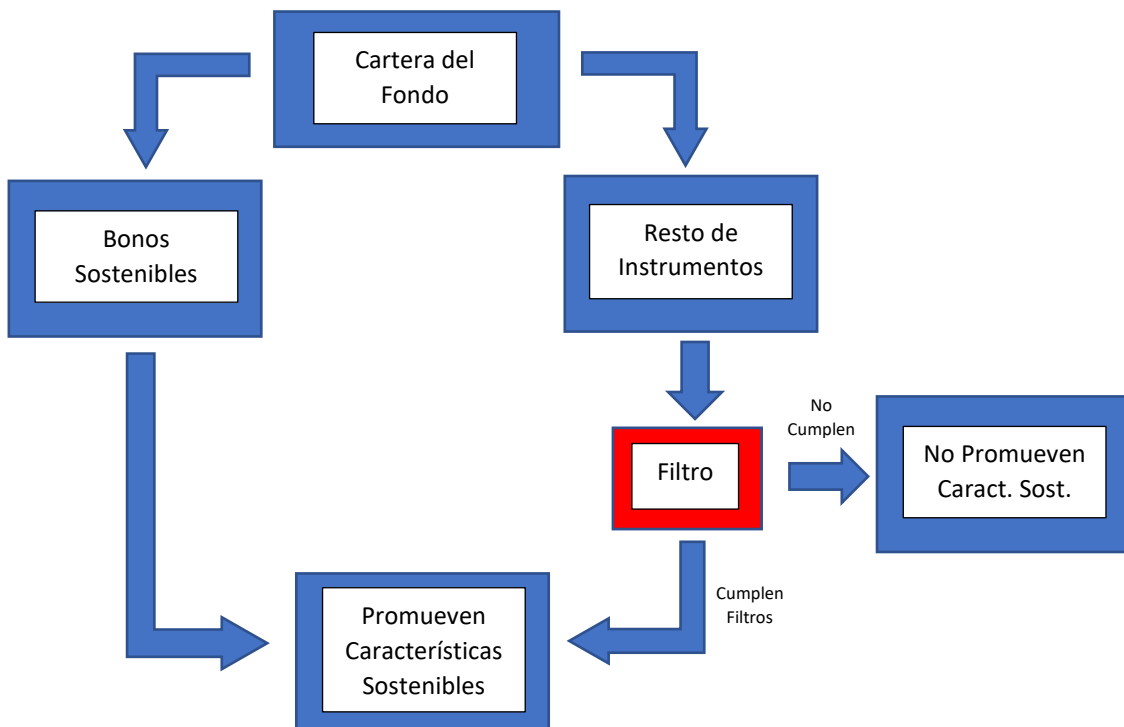 Cartera del
Fondo
Bonos
Sostenibles
Resto de
Instrumentos
No
Cumplen
Filtro
No Promueven
Caract. Sost.
Cumplen
Filtros
Promueven
Características
Sostenibles